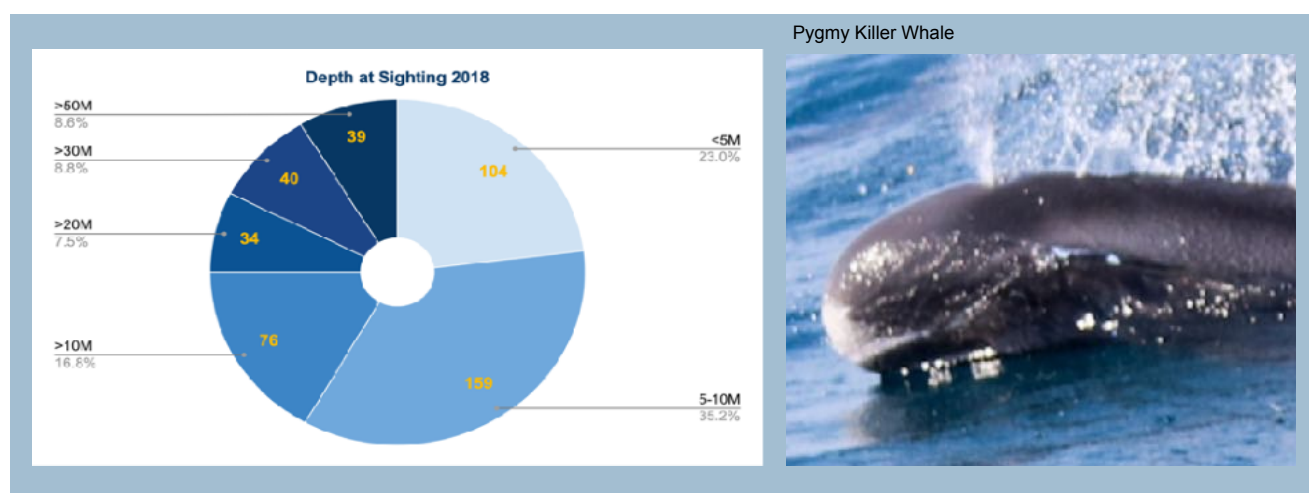 Pygmy Killer Whale
Depth at Sighting 2018
>60M
8.6%
39
>30M
8.8%
40
>20M
7.5%
34
>10M
16.8%
76
<5M
23.0%
104
5-10M
35.2%
159